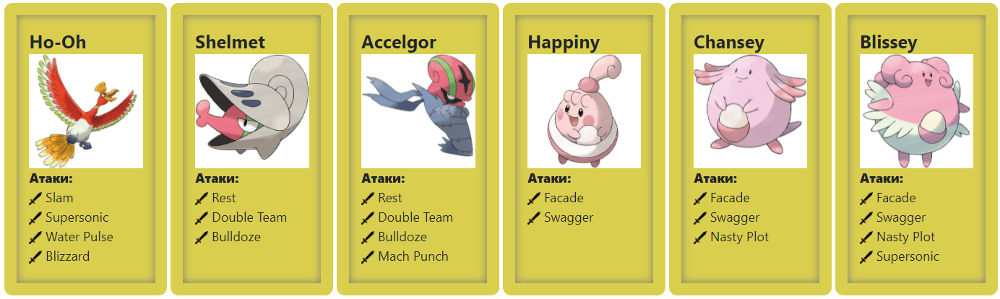 Ho-Oh
Атаки:
Slam
Supersonic
Water Pulse
Blizzard
Shelmet
Атаки:
Rest
Double Team
Bulldoze
Accelgor
Атаки:
Rest
Double Team
Bulldoze
Mach Punch
Happiny
Атаки:
Facade
Swagger
Chansey
Атаки:
Facade
Swagger
Nasty Plot
Blissey
Атаки:
Facade
Swagger
Nasty Plot
Supersonic